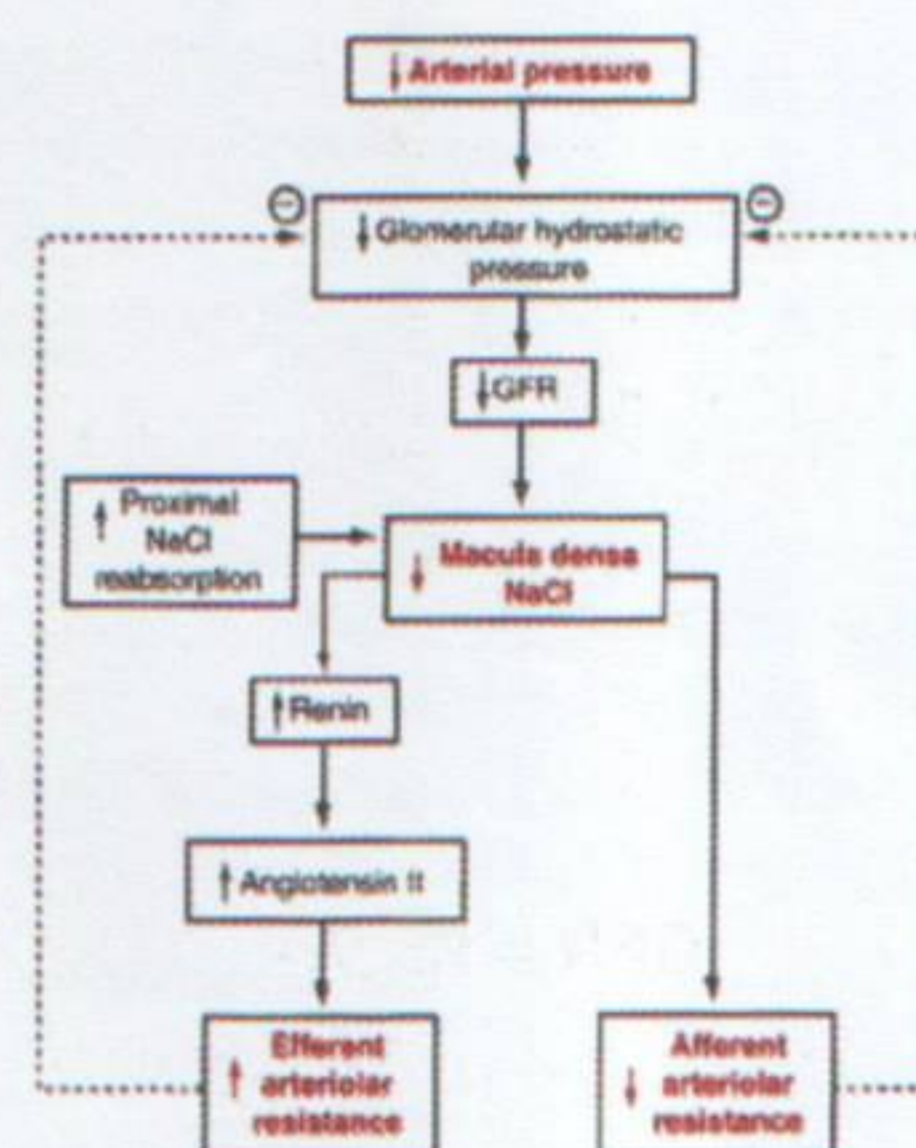 ↓ Arterial pressure
⊖ ⊖
↓ Glomerular hydrostatic
pressure
↓ GFR
↑ Proximal
NaCl
reabsorption
↓ Macula densa
NaCl
↑ Renin
↑ Angiotensin II
↑ Efferent
arteriolar
resistance
↓ Afferent
arteriolar
resistance